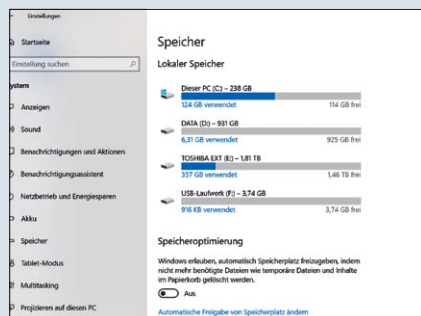 Einstellungen
Startseite
Einstellung suchen
System
Anzeigen
Sound
Benachrichtigungen und Aktionen
Benachrichtigungsassistent
Netzbetrieb und Energiesparen
Akku
Speicher
Tablet-Modus
Multitasking
Projizieren auf diesen PC
Speicher
Lokaler Speicher
Dieser PC (C:) – 238 GB
124 GB verwendet 114 GB frei
DATA (D:) – 931 GB
6,31 GB verwendet 925 GB frei
TOSHIBA EXT (E:) – 1,81 TB
357 GB verwendet 1,46 TB frei
USB-Laufwerk (F:) – 3,74 GB
916 KB verwendet 3,74 GB frei
Speicheroptimierung
Windows erlauben, automatisch Speicherplatz freizugeben, indem
nicht mehr benötigte Dateien wie temporäre Dateien und Inhalte
im Papierkorb gelöscht werden.
Aus
Automatische Freigabe von Speicherplatz ändern